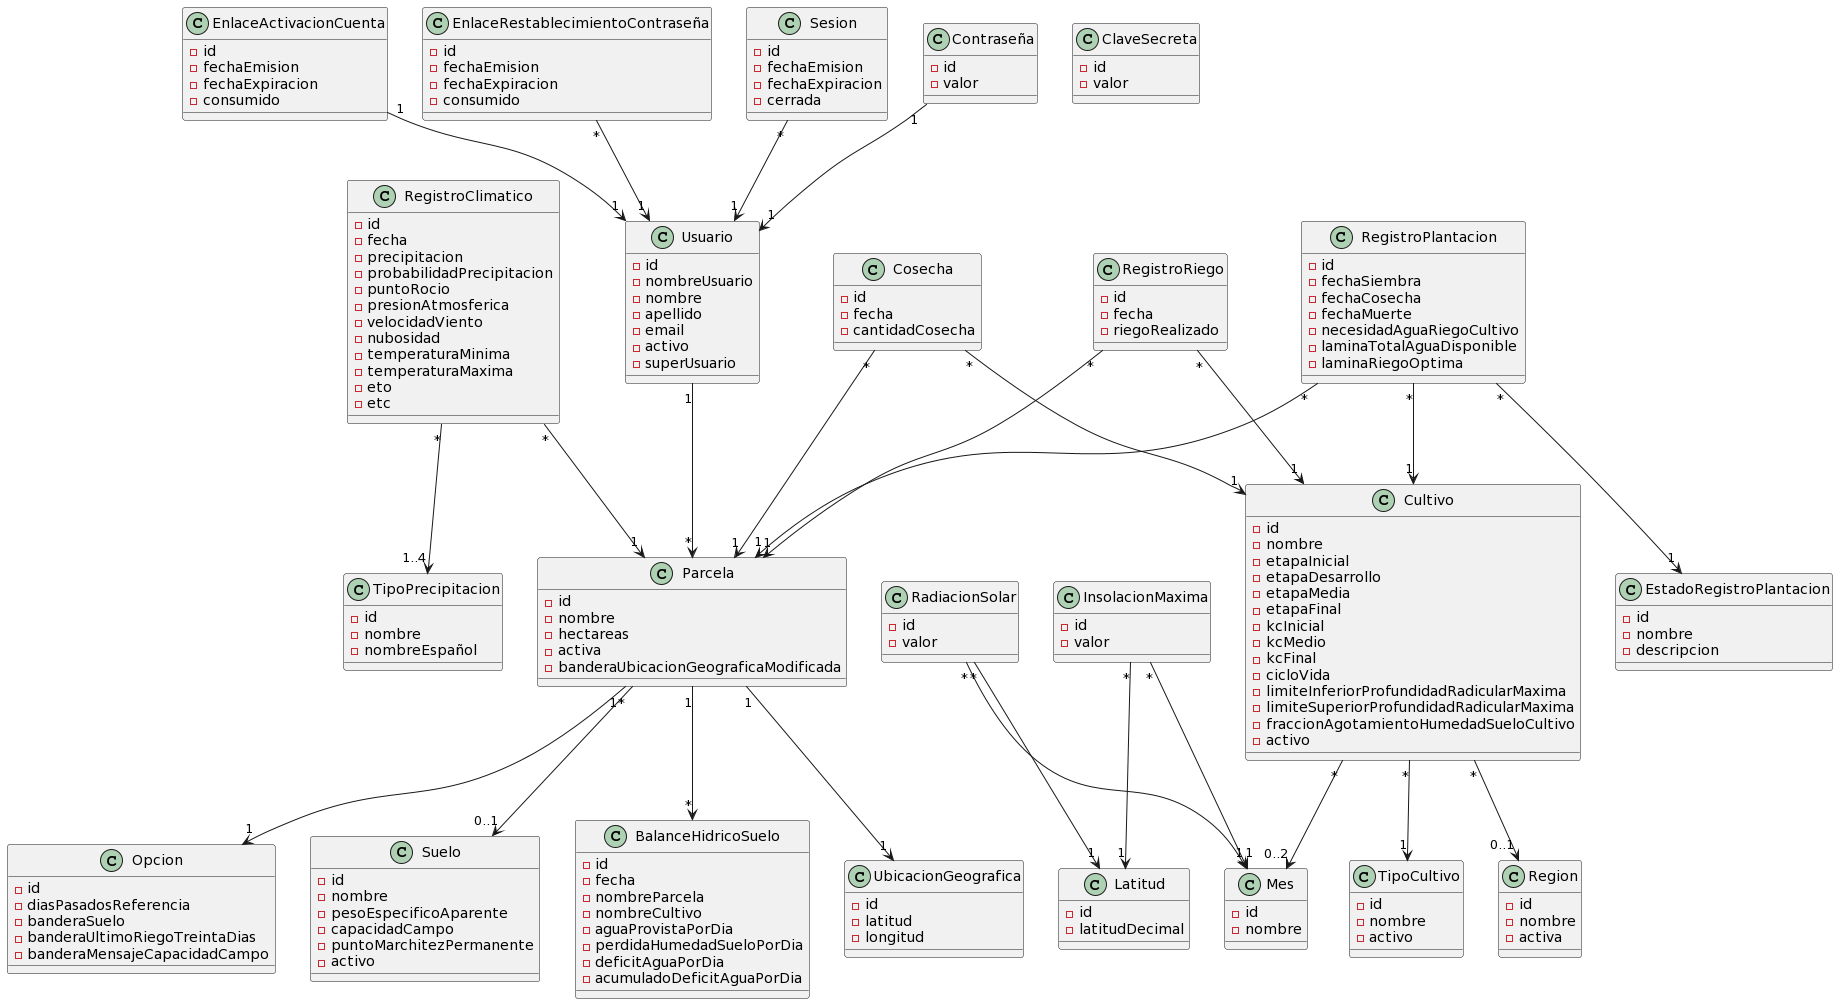 C EnlaceActivacionCuenta
id
fechaEmision
fechaExpiracion
consumido
C EnlaceRestablecimientoContraseña
id
fechaEmision
fechaExpiracion
consumido
C Sesion
id
fechaEmision
fechaExpiracion
cerrada
C Contraseña
id
valor
C ClaveSecreta
id
valor
1
*
*
1
1
1
1
1
C RegistroClimatico
id
fecha
precipitacion
probabilidadPrecipitacion
puntoRocio
presionAtmosferica
velocidadViento
nubosidad
temperaturaMinima
temperaturaMaxima
eto
etc
C Usuario
id
nombreUsuario
nombre
apellido
email
activo
superUsuario
C Cosecha
id
fecha
cantidadCosecha
C RegistroRiego
id
fecha
riegoRealizado
C RegistroPlantacion
id
fechaSiembra
fechaCosecha
fechaMuerte
necesidadAguaRiegoCultivo
laminaTotalAguaDisponible
laminaRiegoOptima
*
*
1
*
*
*
*
*
*
*
1..4
1
*
1
1
1
1
1
1
1
C TipoPrecipitacion
id
nombre
nombreEspañol
C Parcela
id
nombre
hectareas
activa
banderaUbicacionGeograficaModificada
C RadiacionSolar
id
valor
C InsolacionMaxima
id
valor
C Cultivo
id
nombre
etapaInicial
etapaDesarrollo
etapaMedia
etapaFinal
kcInicial
kcMedio
kcFinal
cicloVida
limiteInferiorProfundidadRadicularMaxima
limiteSuperiorProfundidadRadicularMaxima
fraccionAgotamientoHumedadSueloCultivo
activo
C EstadoRegistroPlantacion
id
nombre
descripcion
1
*
1
1
*
*
*
*
*
*
*
1
0..1
*
1
1
1
1
1
0..2
1
0..1
C Opcion
id
diasPasadosReferencia
banderaSuelo
banderaUltimoRiegoTreintaDias
banderaMensajeCapacidadCampo
C Suelo
id
nombre
pesoEspecificoAparente
capacidadCampo
puntoMarchitezPermanente
activo
C BalanceHidricoSuelo
id
fecha
nombreParcela
nombreCultivo
aguaProvistaPorDia
perdidaHumedadSueloPorDia
deficitAguaPorDia
acumuladoDeficitAguaPorDia
C UbicacionGeografica
id
latitud
longitud
C Latitud
id
latitudDecimal
C Mes
id
nombre
C TipoCultivo
id
nombre
activo
C Region
id
nombre
activa